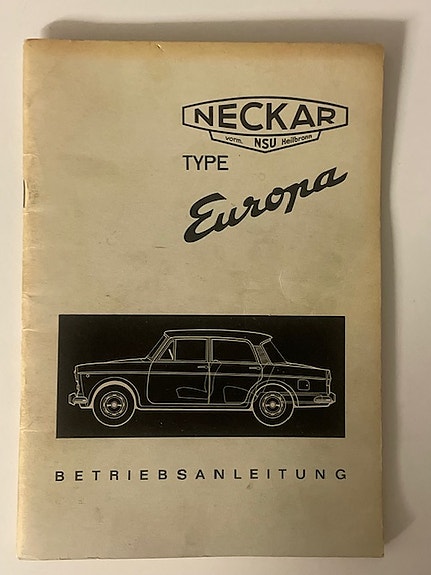 NECKAR
vorm. NSU Heilbronn
TYPE
Europa
BETRIEBSANLEITUNG